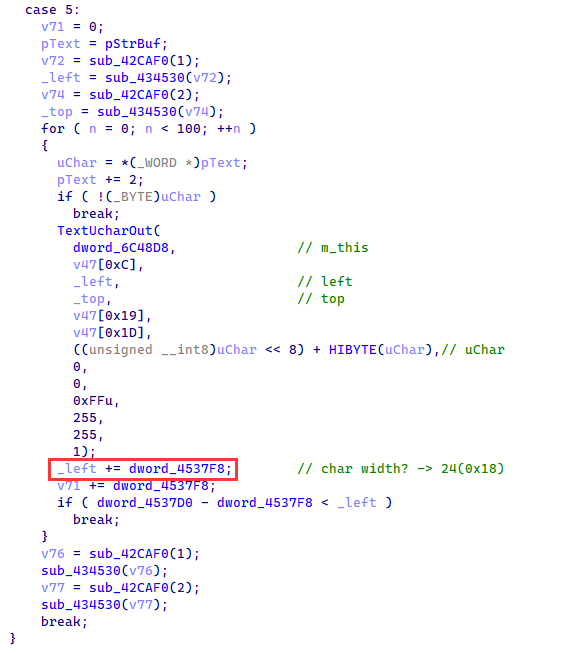 case 5:
v71 = 0;
pText = pStrBuf;
v72 = sub_42CAF0(1);
_left = sub_434530(v72);
v74 = sub_42CAF0(2);
_top = sub_434530(v74);
for ( n = 0; n < 100; ++n )
{
uChar = *(_WORD *)pText;
pText += 2;
if ( !(_BYTE)uChar )
break;
TextUcharOut(
dword_6C48D8, // m_this
v47[0xC],
_left, // left
_top, // top
v47[0x19],
v47[0x1D],
((unsigned __int8)uChar << 8) + HIBYTE(uChar),// uChar
0,
0,
0xFFu,
255,
255,
1);
_left += dword_4537F8; // char width? -> 24(0x18)
v71 += dword_4537F8;
if ( dword_4537D0 - dword_4537F8 < _left )
break;
}
v76 = sub_42CAF0(1);
sub_434530(v76);
v77 = sub_42CAF0(2);
sub_434530(v77);
break;
}